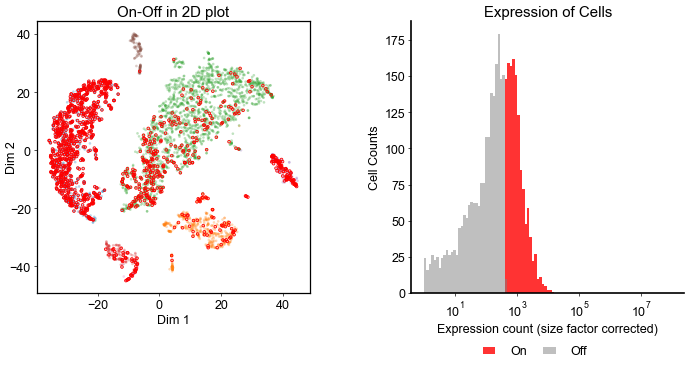 On-Off in 2D plot
Dim 2
40
20
0
−20
−40
−20 0 20 40
Dim 1
Expression of Cells
Cell Counts
175
150
125
100
75
50
25
0
10^1 10^3 10^5 10^7
Expression count (size factor corrected)
On Off